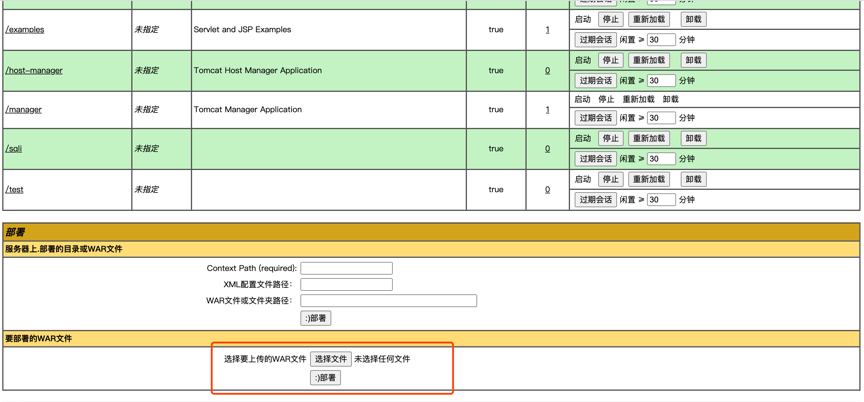 过期会话 闲置 ≥ 30 分钟
/examples 未指定 Servlet and JSP Examples true 1 启动 停止 重新加载 卸载
过期会话 闲置 ≥ 30 分钟
/host-manager 未指定 Tomcat Host Manager Application true 0 启动 停止 重新加载 卸载
过期会话 闲置 ≥ 30 分钟
/manager 未指定 Tomcat Manager Application true 1 启动 停止 重新加载 卸载
过期会话 闲置 ≥ 30 分钟
/sqli 未指定 true 0 启动 停止 重新加载 卸载
过期会话 闲置 ≥ 30 分钟
/test 未指定 true 0 启动 停止 重新加载 卸载
过期会话 闲置 ≥ 30 分钟
部署
服务器上.部署的目录或WAR文件
Context Path (required):
XML配置文件路径:
WAR文件或文件夹路径:
:)部署
要部署的WAR文件
选择要上传的WAR文件 选择文件 未选择任何文件
:)部署